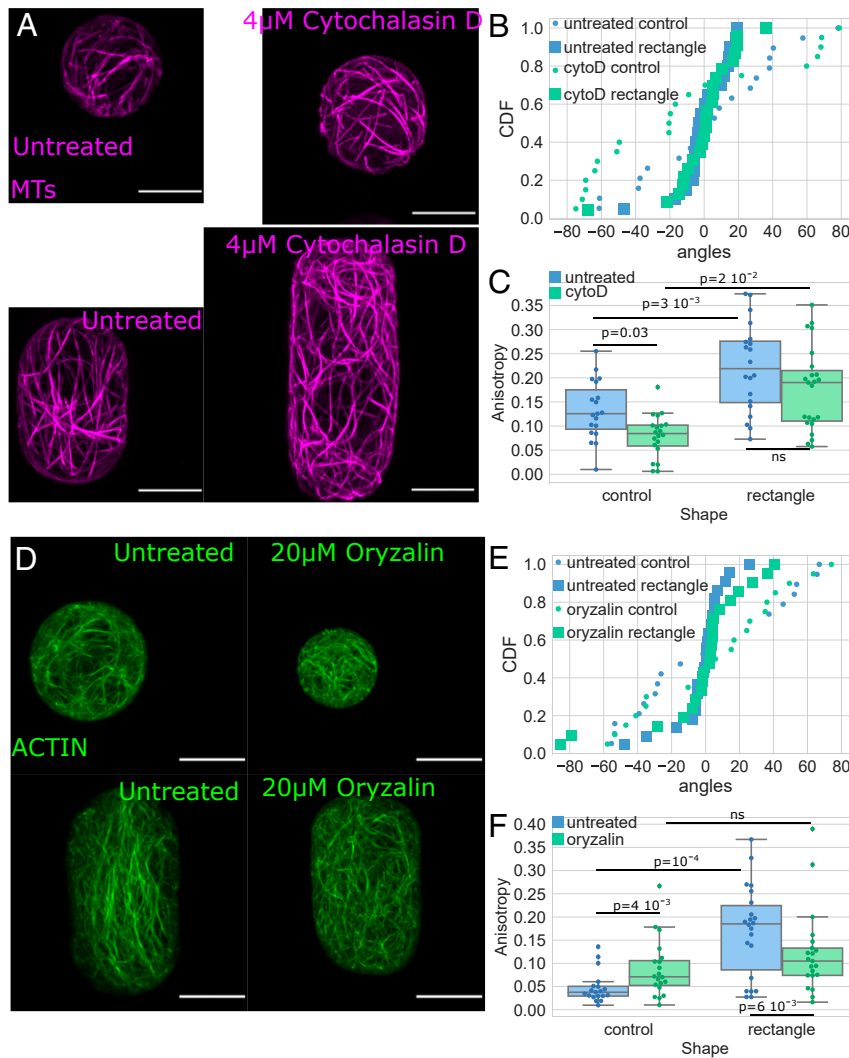 A
4μM Cytochalasin D
Untreated
MTs
4μM Cytochalasin D
Untreated
B
untreated control
untreated rectangle
cytoD control
cytoD rectangle
CDF
1.0
0.8
0.6
0.4
0.2
0.0
−80 −60 −40 −20 0 20 40 60 80
angles
C
untreated
cytoD
p=2 10⁻²
p=3 10⁻³
p=0.03
ns
Anisotropy
0.35
0.30
0.25
0.20
0.15
0.10
0.05
0.00
control rectangle
Shape
D
Untreated
20μM Oryzalin
ACTIN
Untreated
20μM Oryzalin
E
untreated control
untreated rectangle
oryzalin control
oryzalin rectangle
CDF
1.0
0.8
0.6
0.4
0.2
0.0
−80 −60 −40 −20 0 20 40 60 80
angles
F
untreated
oryzalin
ns
p=10⁻⁴
p=4 10⁻³
p=6 10⁻³
Anisotropy
0.40
0.35
0.30
0.25
0.20
0.15
0.10
0.05
0.00
control rectangle
Shape